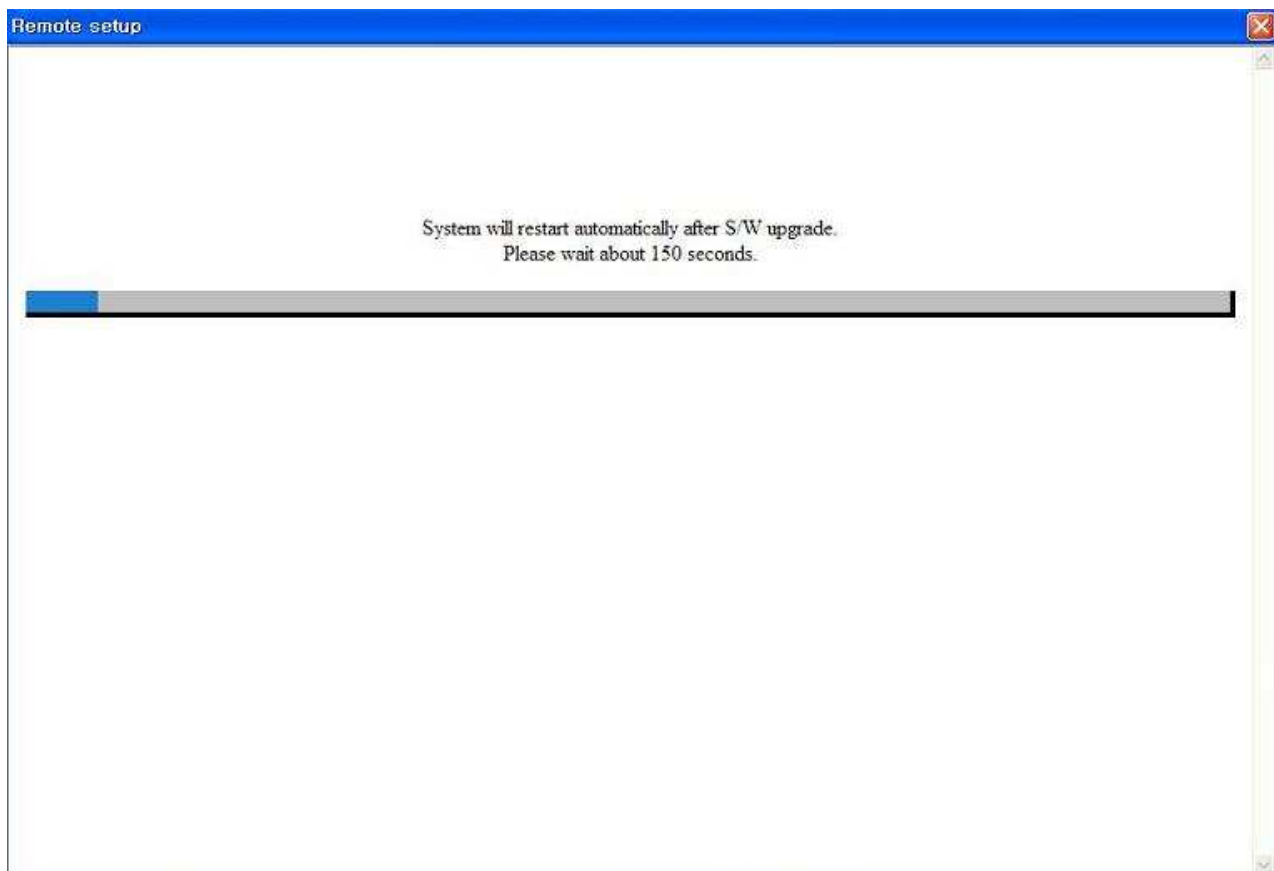 Remote setup
System will restart automatically after S/W upgrade.
Please wait about 150 seconds.